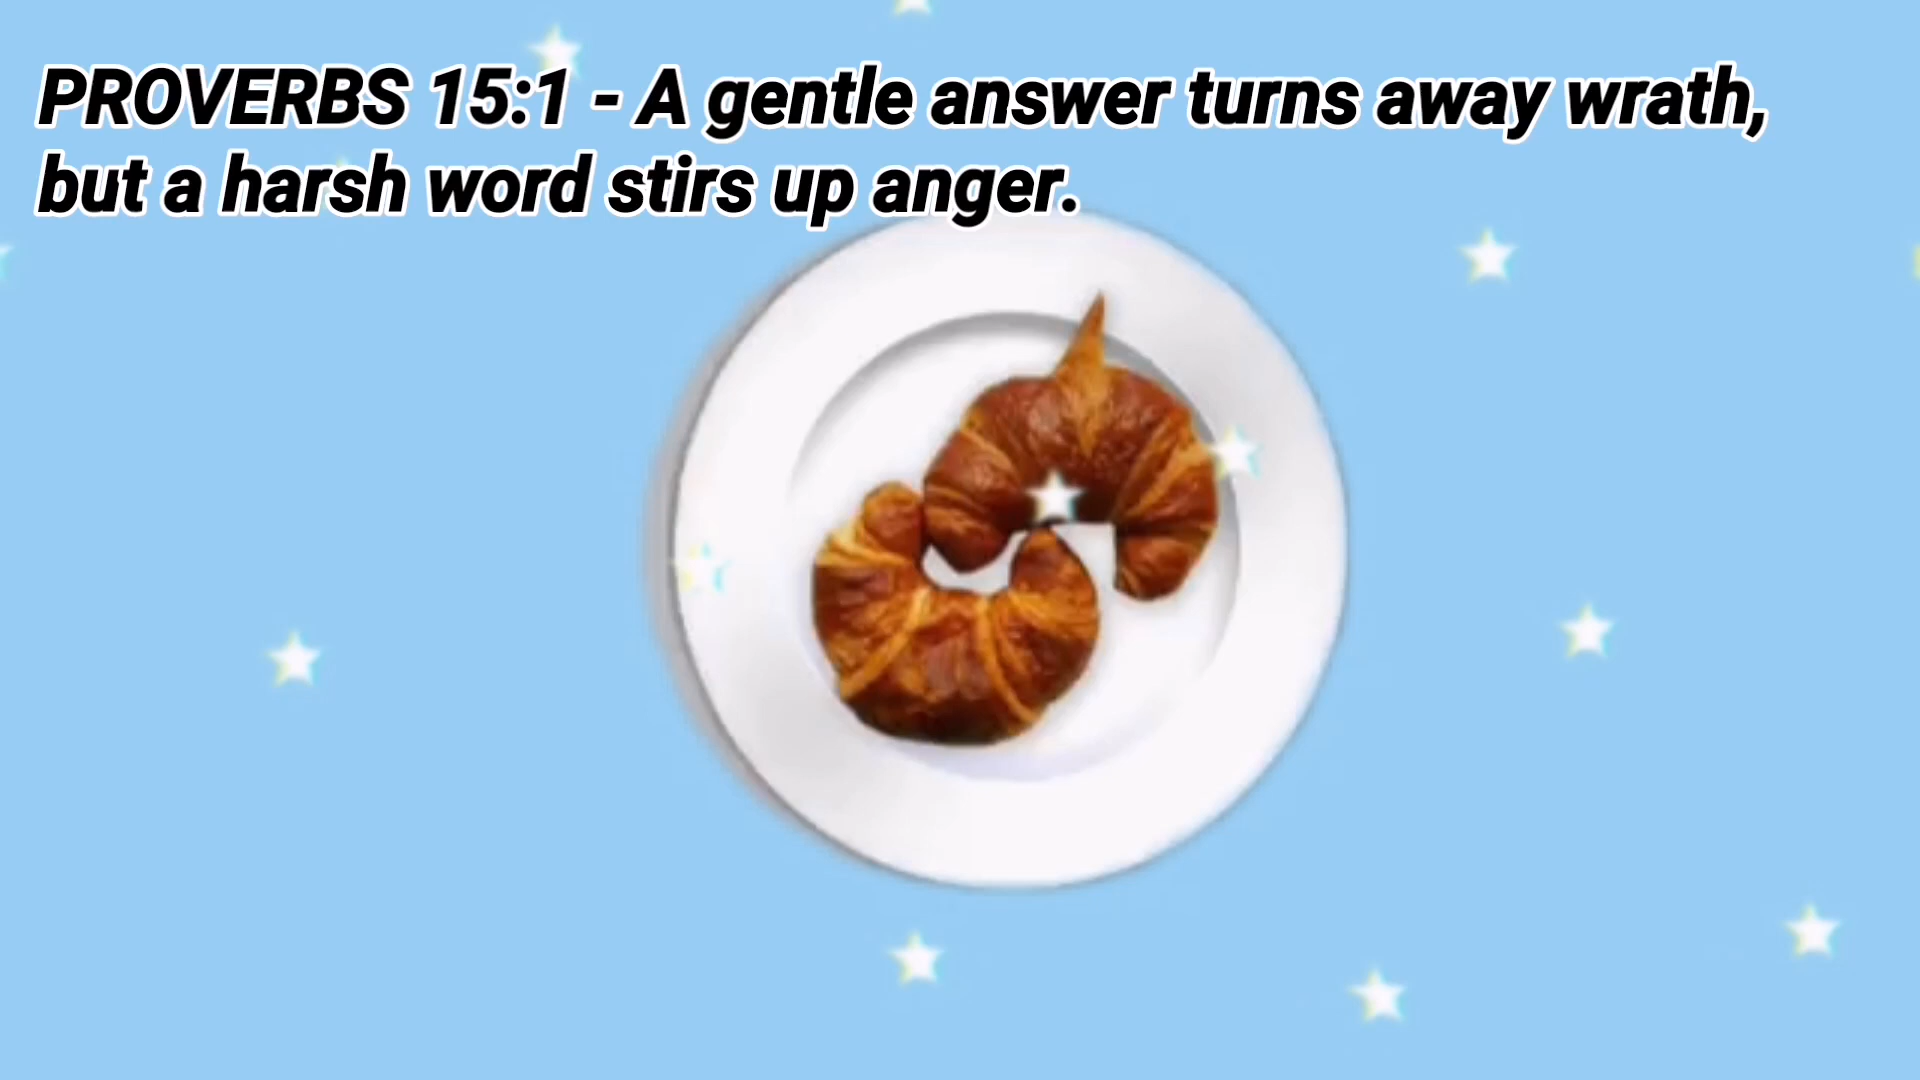 PROVERBS 15:1 - A gentle answer turns away wrath,
but a harsh word stirs up anger.